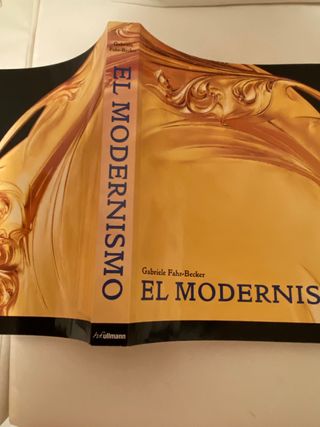 Gabriele
Fahr-Becker
EL MODERNISMO
h.f.ullmann
Gabriele Fahr-Becker
EL MODERNIS